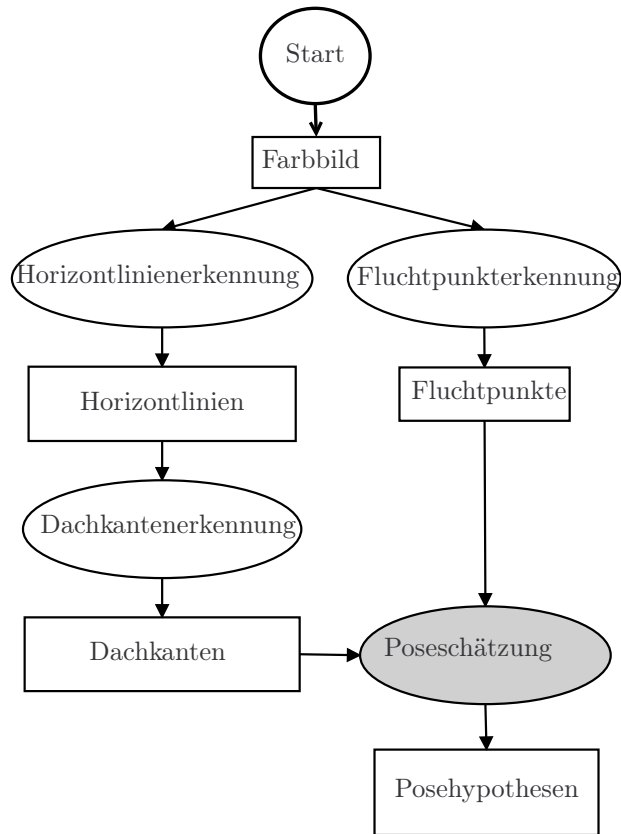 Start
Farbbild
Horizontlinienerkennung
Fluchtpunkterkennung
Horizontlinien
Fluchtpunkte
Dachkantenerkennung
Dachkanten
Poseschätzung
Posehypothesen